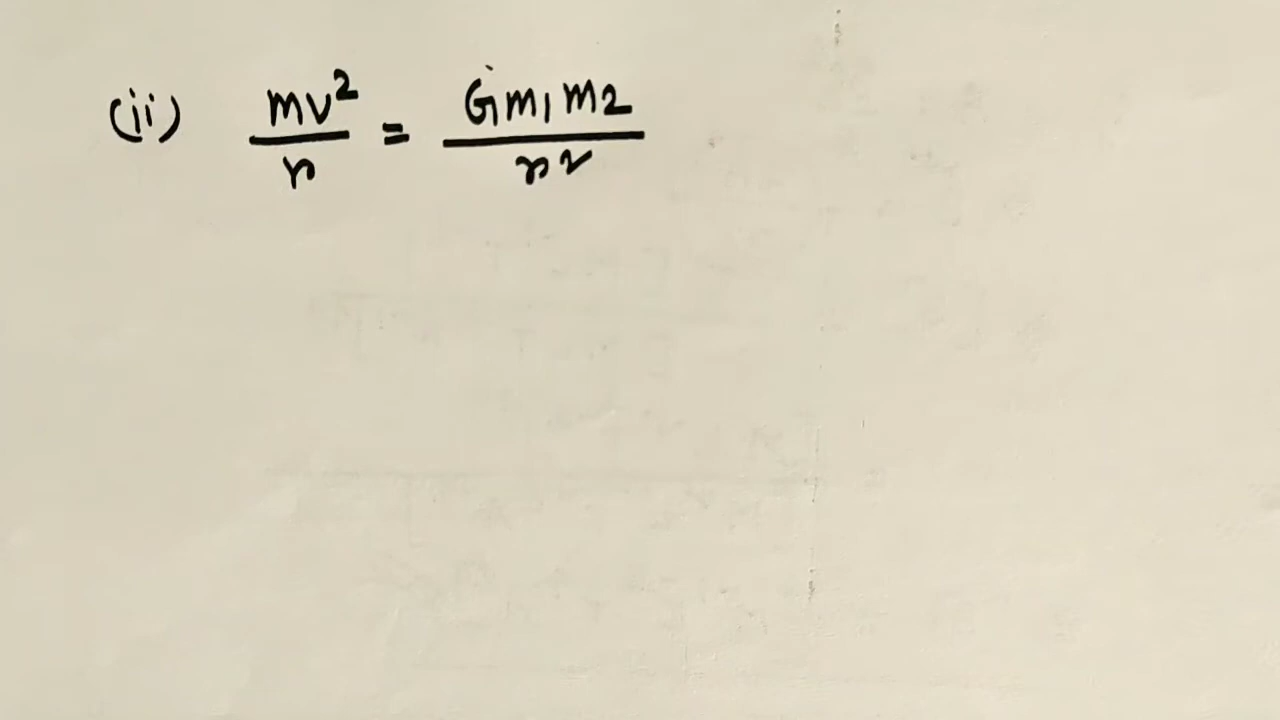 (ii) mv²/r = Gm₁m₂/r²